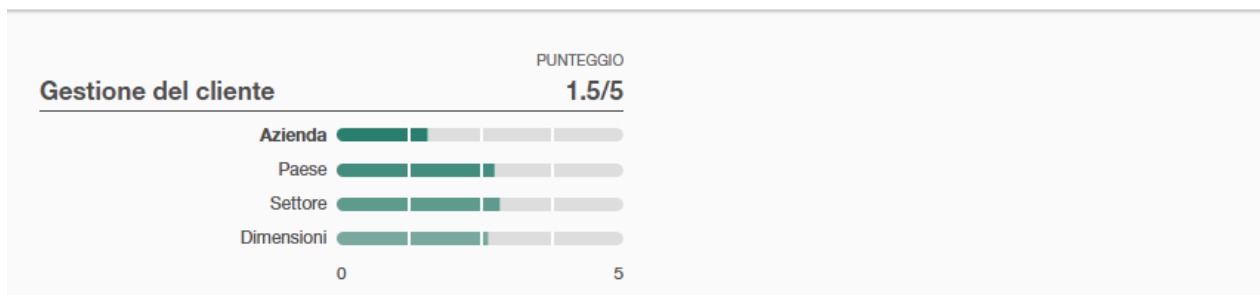 PUNTEGGIO
Gestione del cliente 1.5/5
Azienda
Paese
Settore
Dimensioni
0 5